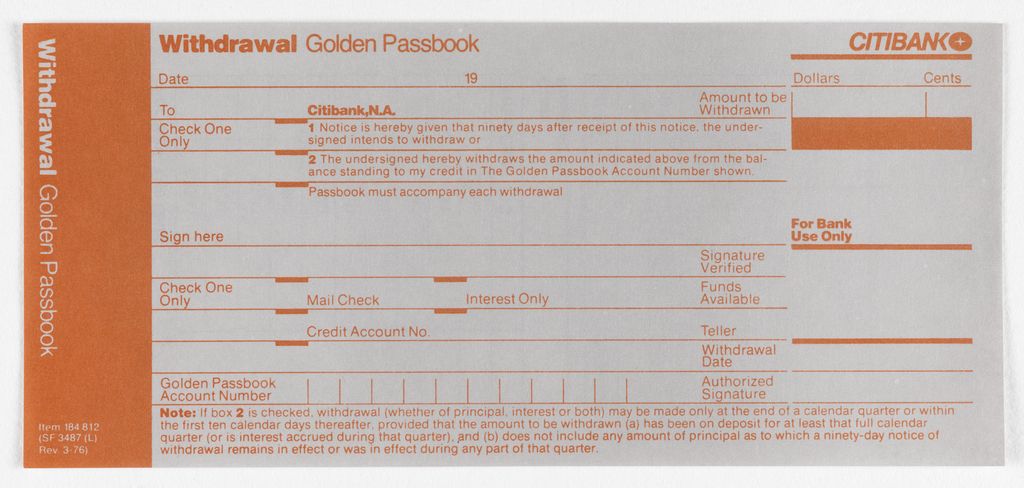 Withdrawal Golden Passbook
Item 184 812
(SF 3487 (L)
Rev. 3-76)
Withdrawal Golden Passbook
CITIBANK
Date 19
Dollars Cents
To Citibank,N.A.
Amount to be
Withdrawn
Check One
Only
1 Notice is hereby given that ninety days after receipt of this notice, the under-
signed intends to withdraw or
2 The undersigned hereby withdraws the amount indicated above from the bal-
ance standing to my credit in The Golden Passbook Account Number shown.
Passbook must accompany each withdrawal
For Bank
Use Only
Sign here
Signature
Verified
Check One
Only
Mail Check
Interest Only
Funds
Available
Credit Account No.
Teller
Withdrawal
Date
Golden Passbook
Account Number
Authorized
Signature
Note: If box 2 is checked, withdrawal (whether of principal, interest or both) may be made only at the end of a calendar quarter or within
the first ten calendar days thereafter, provided that the amount to be withdrawn (a) has been on deposit for at least that full calendar
quarter (or is interest accrued during that quarter), and (b) does not include any amount of principal as to which a ninety-day notice of
withdrawal remains in effect or was in effect during any part of that quarter.